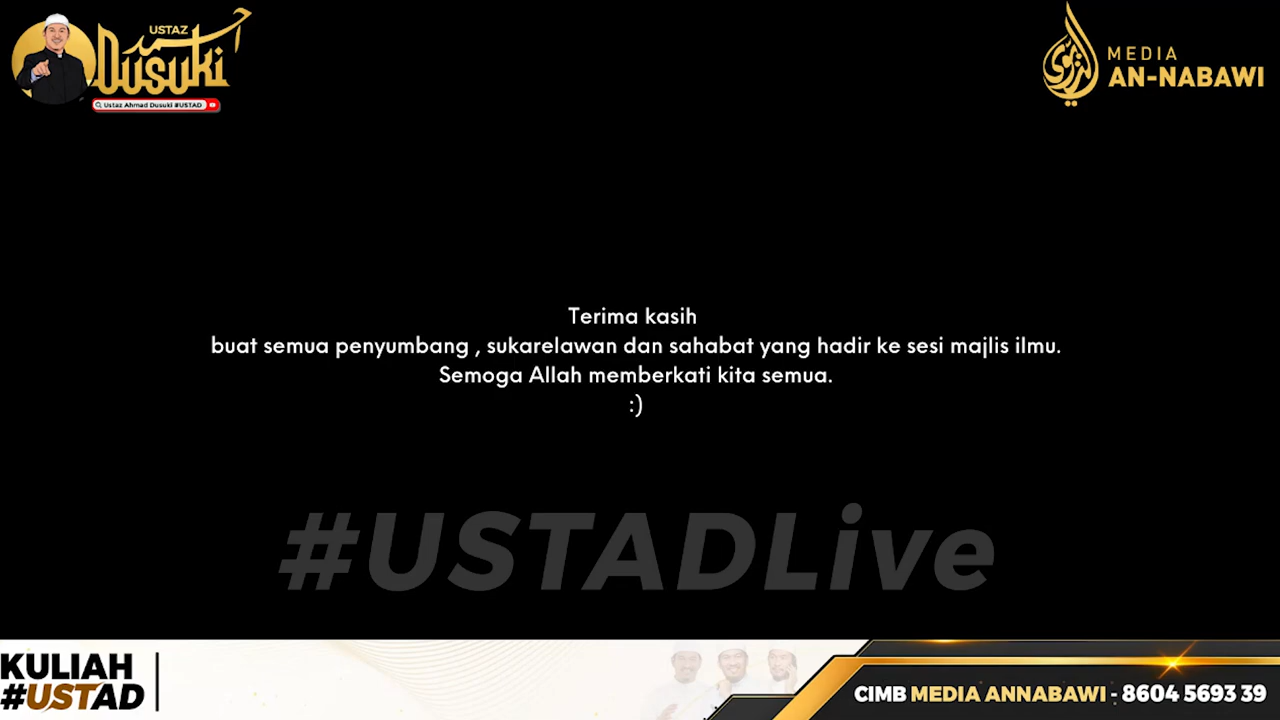 USTAZ
أحمد
Dusuki
Ustaz Ahmad Dusuki #USTAD
MEDIA
AN-NABAWI
Terima kasih
buat semua penyumbang , sukarelawan dan sahabat yang hadir ke sesi majlis ilmu.
Semoga Allah memberkati kita semua.
:)
#USTADLive
KULIAH
#USTAD
CIMB MEDIA ANNABAWI - 8604 5693 39